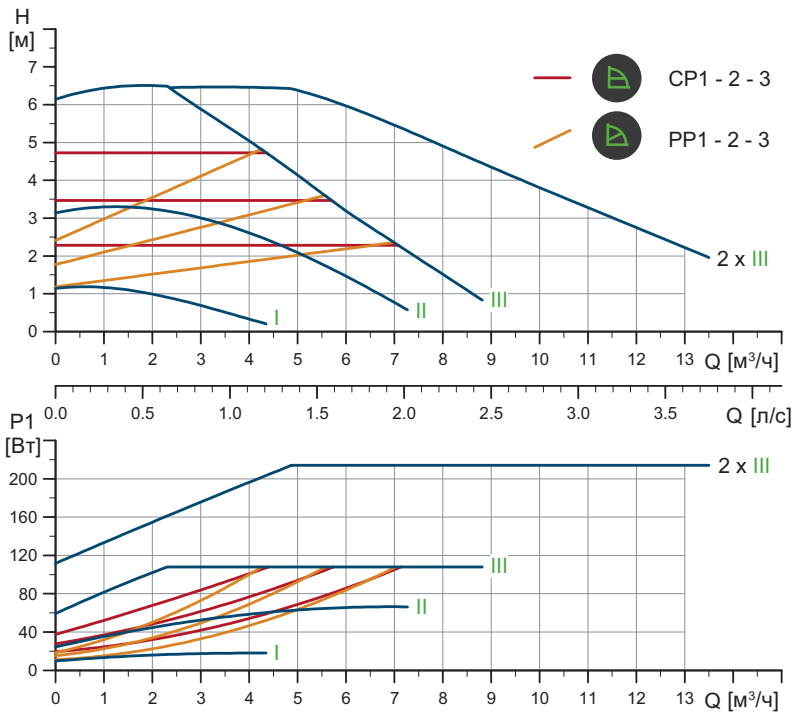 H
[м]
7
6
5
4
3
2
1
0
CP1 - 2 - 3
PP1 - 2 - 3
2 x III
III
II
I
0 1 2 3 4 5 6 7 8 9 10 11 12 13 Q [м³/ч]
0.0 0.5 1.0 1.5 2.0 2.5 3.0 3.5 Q [л/с]
P1
[Вт]
200
160
120
80
40
0
2 x III
III
II
I
0 1 2 3 4 5 6 7 8 9 10 11 12 13 Q [м³/ч]